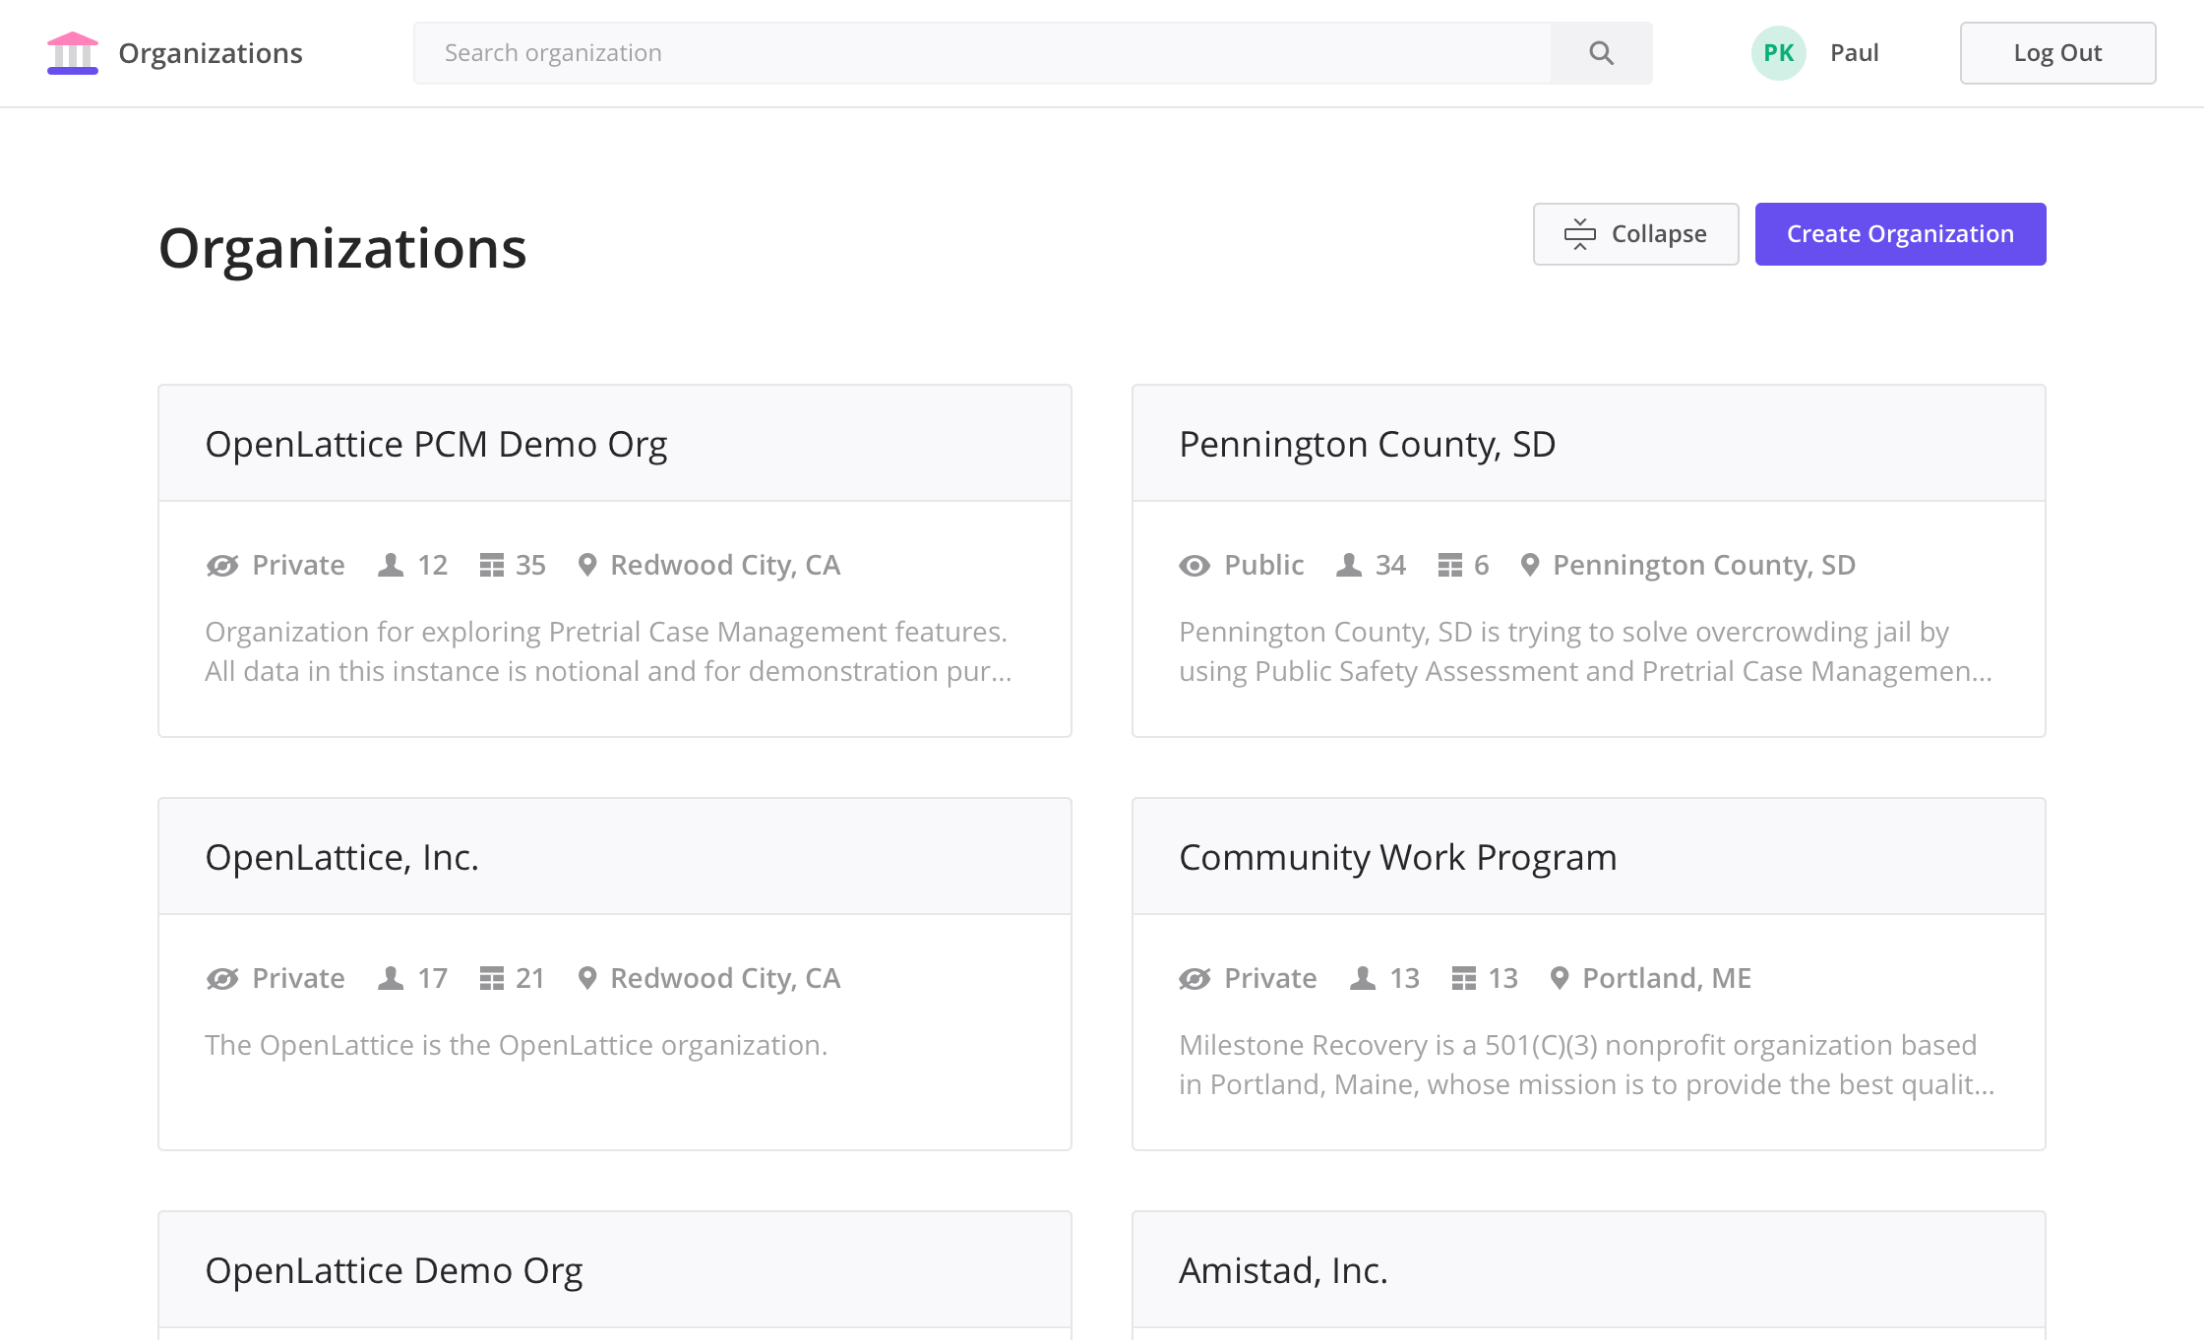 Organizations
Search organization
PK Paul
Log Out
Organizations
Collapse
Create Organization
OpenLattice PCM Demo Org
Private 12 35 Redwood City, CA
Organization for exploring Pretrial Case Management features.
All data in this instance is notional and for demonstration pur...
Pennington County, SD
Public 34 6 Pennington County, SD
Pennington County, SD is trying to solve overcrowding jail by
using Public Safety Assessment and Pretrial Case Managemen...
OpenLattice, Inc.
Private 17 21 Redwood City, CA
The OpenLattice is the OpenLattice organization.
Community Work Program
Private 13 13 Portland, ME
Milestone Recovery is a 501(C)(3) nonprofit organization based
in Portland, Maine, whose mission is to provide the best qualit...
OpenLattice Demo Org
Amistad, Inc.